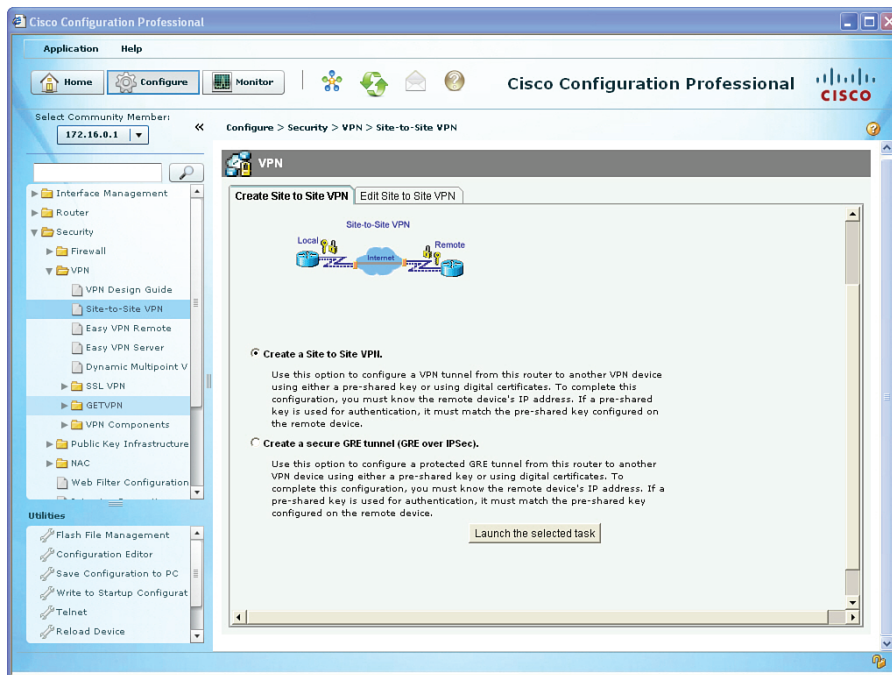 Cisco Configuration Professional
Application Help
Home Configure Monitor Cisco Configuration Professional
CISCO
Select Community Member:
172.16.0.1
«
Configure > Security > VPN > Site-to-Site VPN
VPN
Create Site to Site VPN Edit Site to Site VPN
Interface Management
Router
Security
Firewall
VPN
VPN Design Guide
Site-to-Site VPN
Easy VPN Remote
Easy VPN Server
Dynamic Multipoint V
SSL VPN
GETVPN
VPN Components
Public Key Infrastructure
NAC
Web Filter Configuration
Utilities
Flash File Management
Configuration Editor
Save Configuration to PC
Write to Startup Configurat
Telnet
Reload Device
Site-to-Site VPN
Local
Internet
Remote
Create a Site to Site VPN.
Use this option to configure a VPN tunnel from this router to another VPN device
using either a pre-shared key or using digital certificates. To complete this
configuration, you must know the remote device's IP address. If a pre-shared
key is used for authentication, it must match the pre-shared key configured on
the remote device.
Create a secure GRE tunnel (GRE over IPSec).
Use this option to configure a protected GRE tunnel from this router to another
VPN device using either a pre-shared key or using digital certificates. To
complete this configuration, you must know the remote device's IP address. If a
pre-shared key is used for authentication, it must match the pre-shared key
configured on the remote device.
Launch the selected task